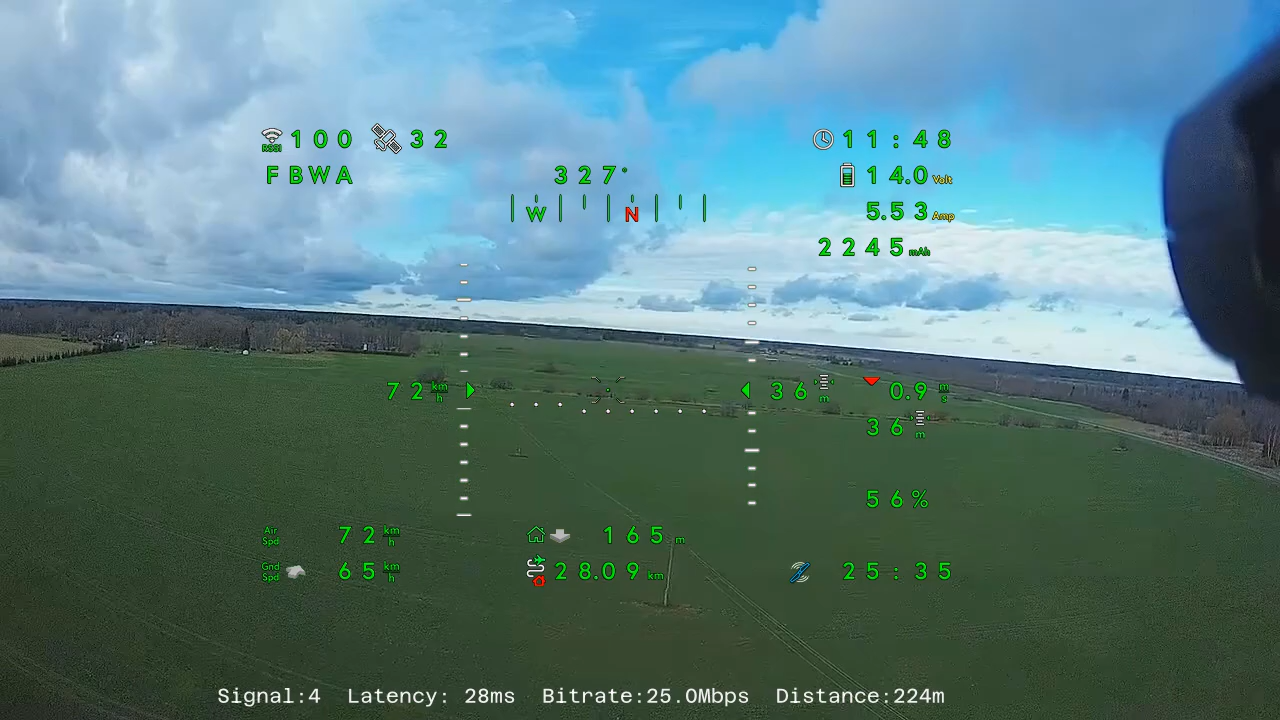 RSSI 100 32 11:48
FBWA 327° 14.0 Volt
W N 5.53 Amp
2245 mAh
72 km/h 36 m 0.9 m/s
36 m
56%
Air Spd 72 km/h 165 m
Gnd Spd 65 km/h 28.09 km 25:35
Signal:4 Latency: 28ms Bitrate:25.0Mbps Distance:224m